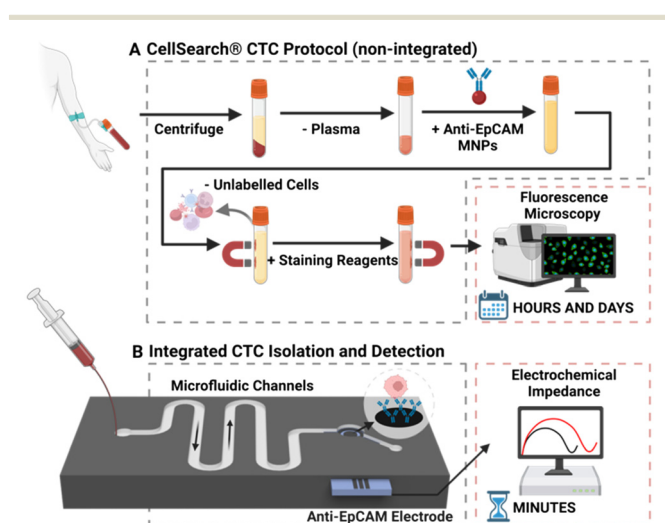 A CellSearch® CTC Protocol (non-integrated)
Centrifuge
- Plasma
+ Anti-EpCAM
MNPs
- Unlabelled Cells
+ Staining Reagents
Fluorescence
Microscopy
HOURS AND DAYS
B Integrated CTC Isolation and Detection
Microfluidic Channels
Anti-EpCAM Electrode
Electrochemical
Impedance
MINUTES